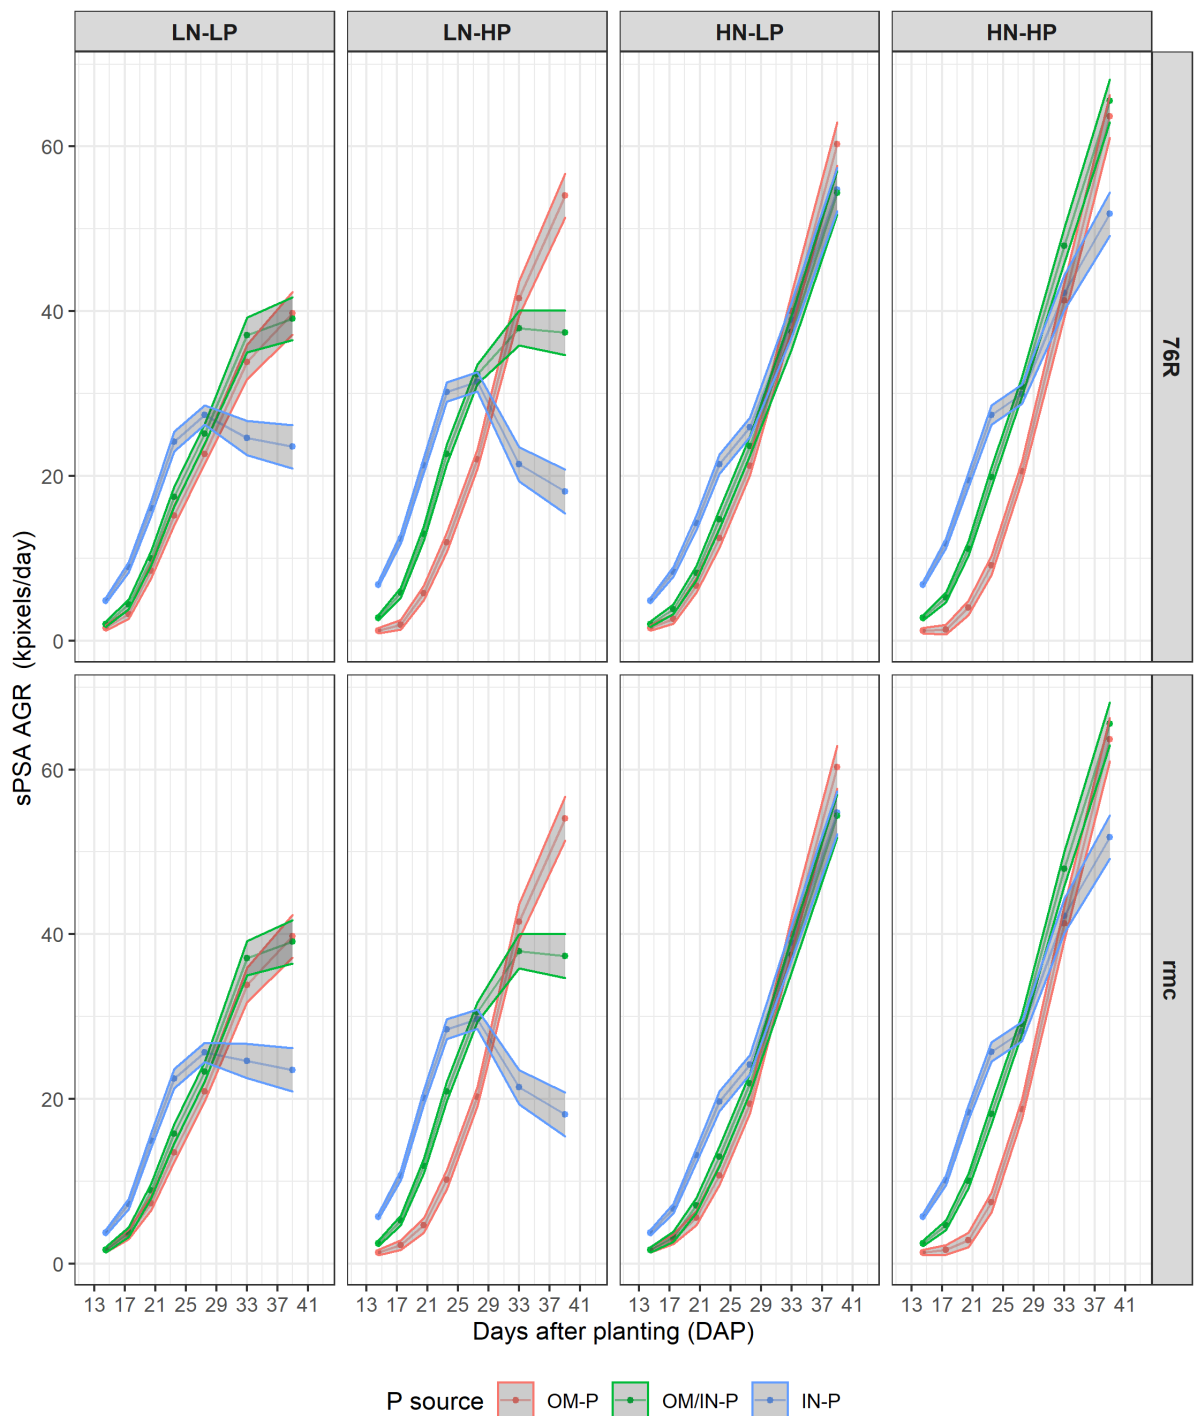 LN-LP LN-HP HN-LP HN-HP
60
40
20
0
76R
sPSA AGR (kpixels/day)
60
40
20
0
rmc
13 17 21 25 29 33 37 41 13 17 21 25 29 33 37 41 13 17 21 25 29 33 37 41 13 17 21 25 29 33 37 41
Days after planting (DAP)
P source OM-P OM/IN-P IN-P